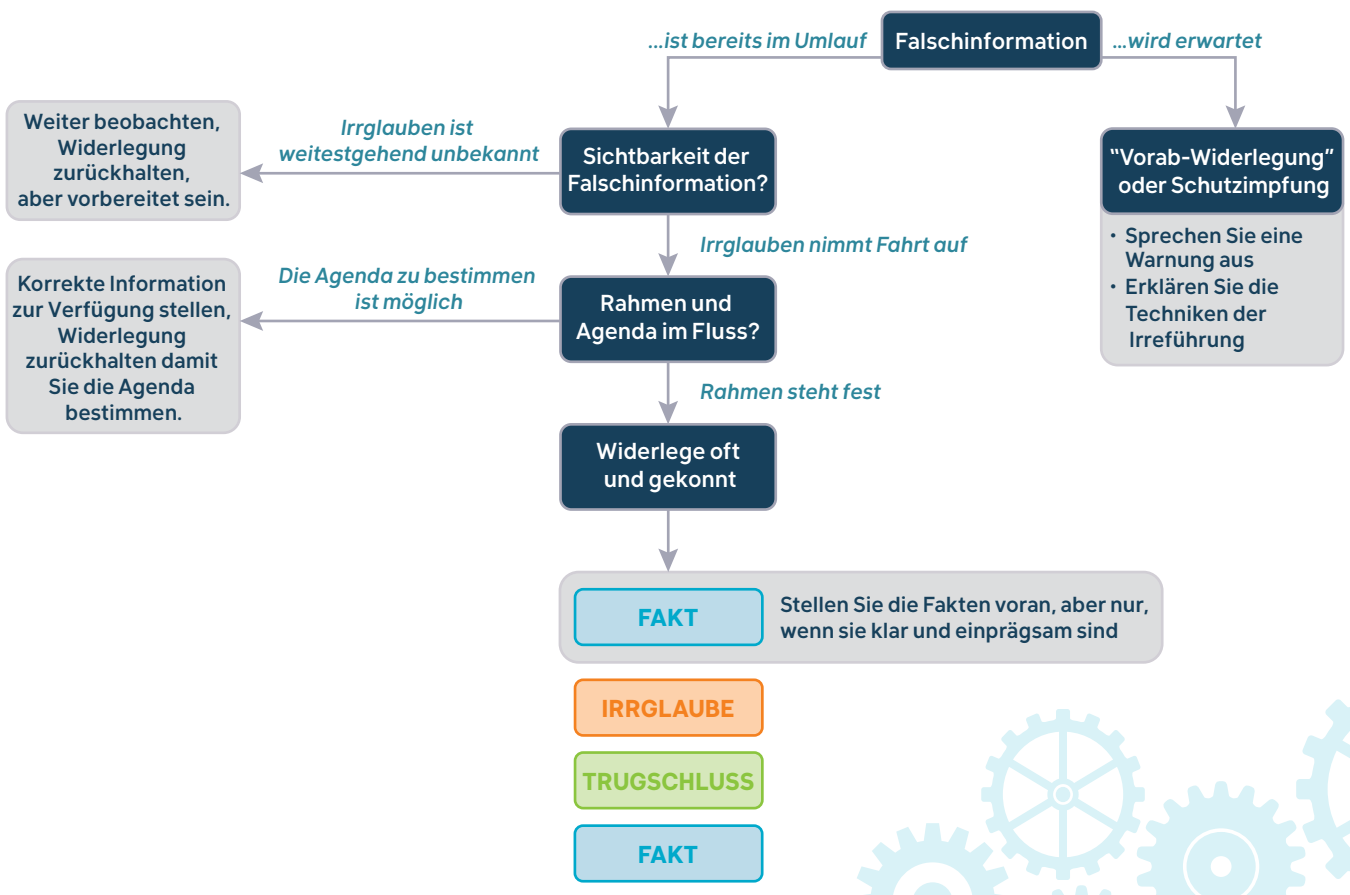 ...ist bereits im Umlauf
Falschinformation
...wird erwartet
Weiter beobachten,
Widerlegung
zurückhalten,
aber vorbereitet sein.
Irrglauben ist
weitestgehend unbekannt
Sichtbarkeit der
Falschinformation?
"Vorab-Widerlegung"
oder Schutzimpfung
• Sprechen Sie eine
Warnung aus
• Erklären Sie die
Techniken der
Irreführung
Irrglauben nimmt Fahrt auf
Korrekte Information
zur Verfügung stellen,
Widerlegung
zurückhalten damit
Sie die Agenda
bestimmen.
Die Agenda zu bestimmen
ist möglich
Rahmen und
Agenda im Fluss?
Rahmen steht fest
Widerlege oft
und gekonnt
FAKT
Stellen Sie die Fakten voran, aber nur,
wenn sie klar und einprägsam sind
IRRGLAUBE
TRUGSCHLUSS
FAKT